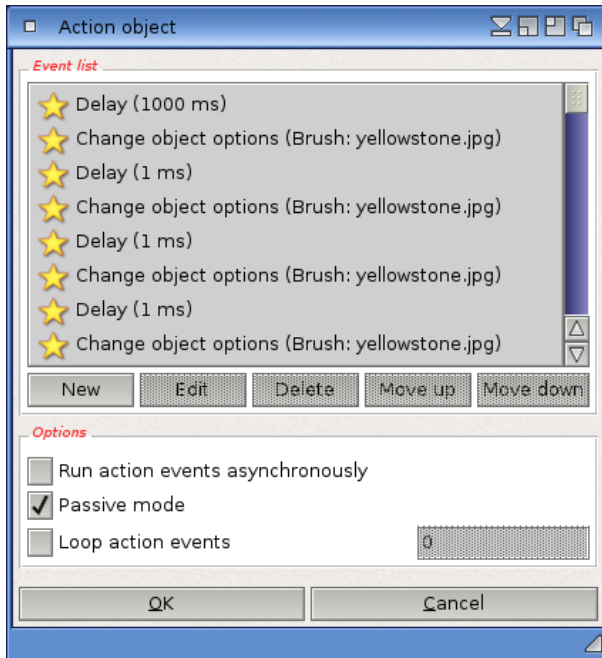 Action object
Event list
Delay (1000 ms)
Change object options (Brush: yellowstone.jpg)
Delay (1 ms)
Change object options (Brush: yellowstone.jpg)
Delay (1 ms)
Change object options (Brush: yellowstone.jpg)
Delay (1 ms)
Change object options (Brush: yellowstone.jpg)
New Edit Delete Move up Move down
Options
Run action events asynchronously
Passive mode
Loop action events 0
OK Cancel